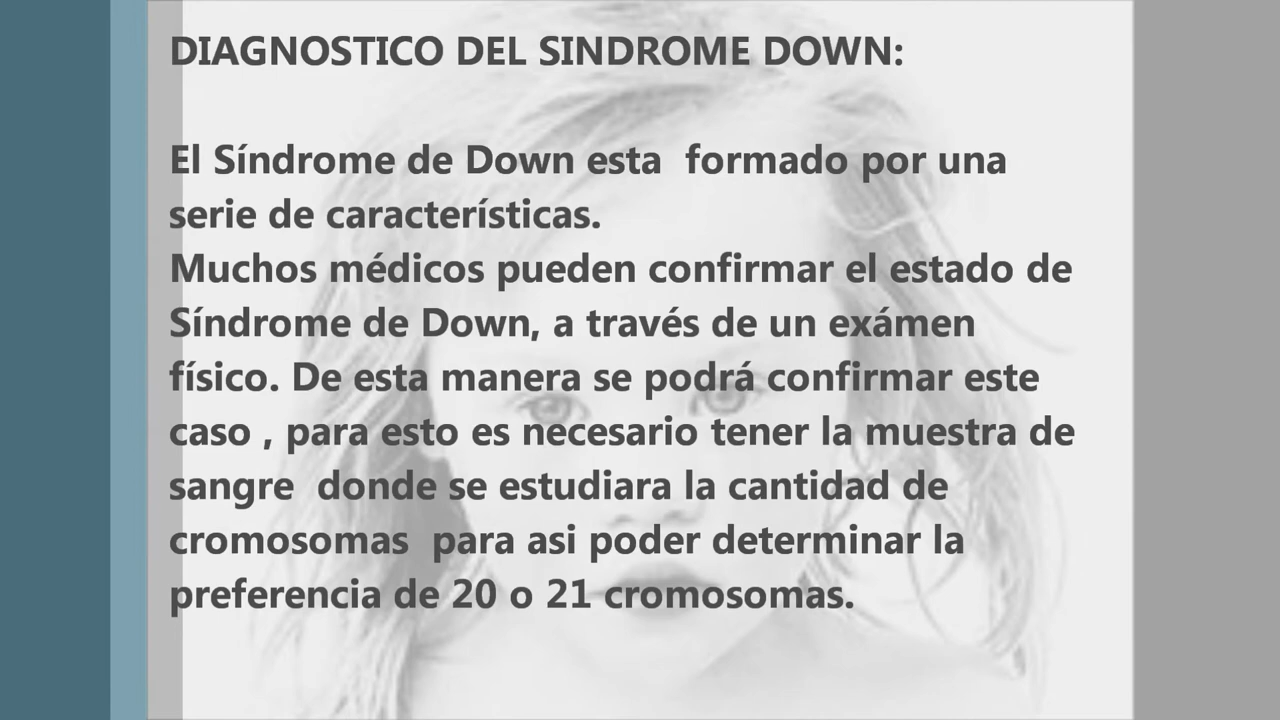 DIAGNOSTICO DEL SINDROME DOWN:
El Síndrome de Down esta  formado por una
serie de características.
Muchos médicos pueden confirmar el estado de
Síndrome de Down, a través de un exámen
físico. De esta manera se podrá confirmar este
caso , para esto es necesario tener la muestra de
sangre  donde se estudiara la cantidad de
cromosomas  para asi poder determinar la
preferencia de 20 o 21 cromosomas.